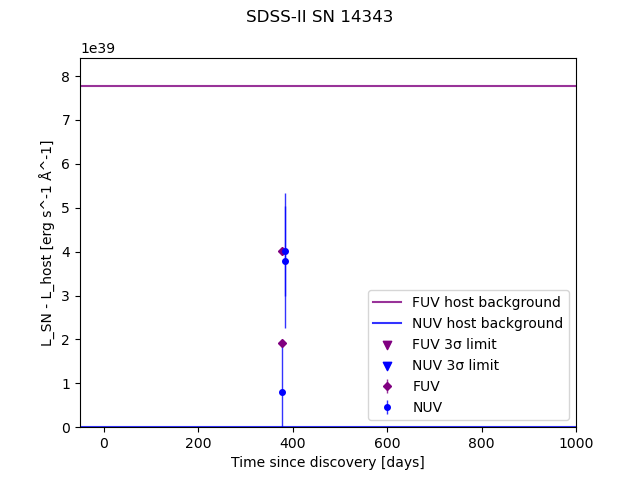 SDSS-II SN 14343
1e39
8
7
6
5
4
3
2
1
0
L_SN - L_host [erg s^-1 Å^-1]
FUV host background
NUV host background
FUV 3σ limit
NUV 3σ limit
FUV
NUV
0 200 400 600 800 1000
Time since discovery [days]